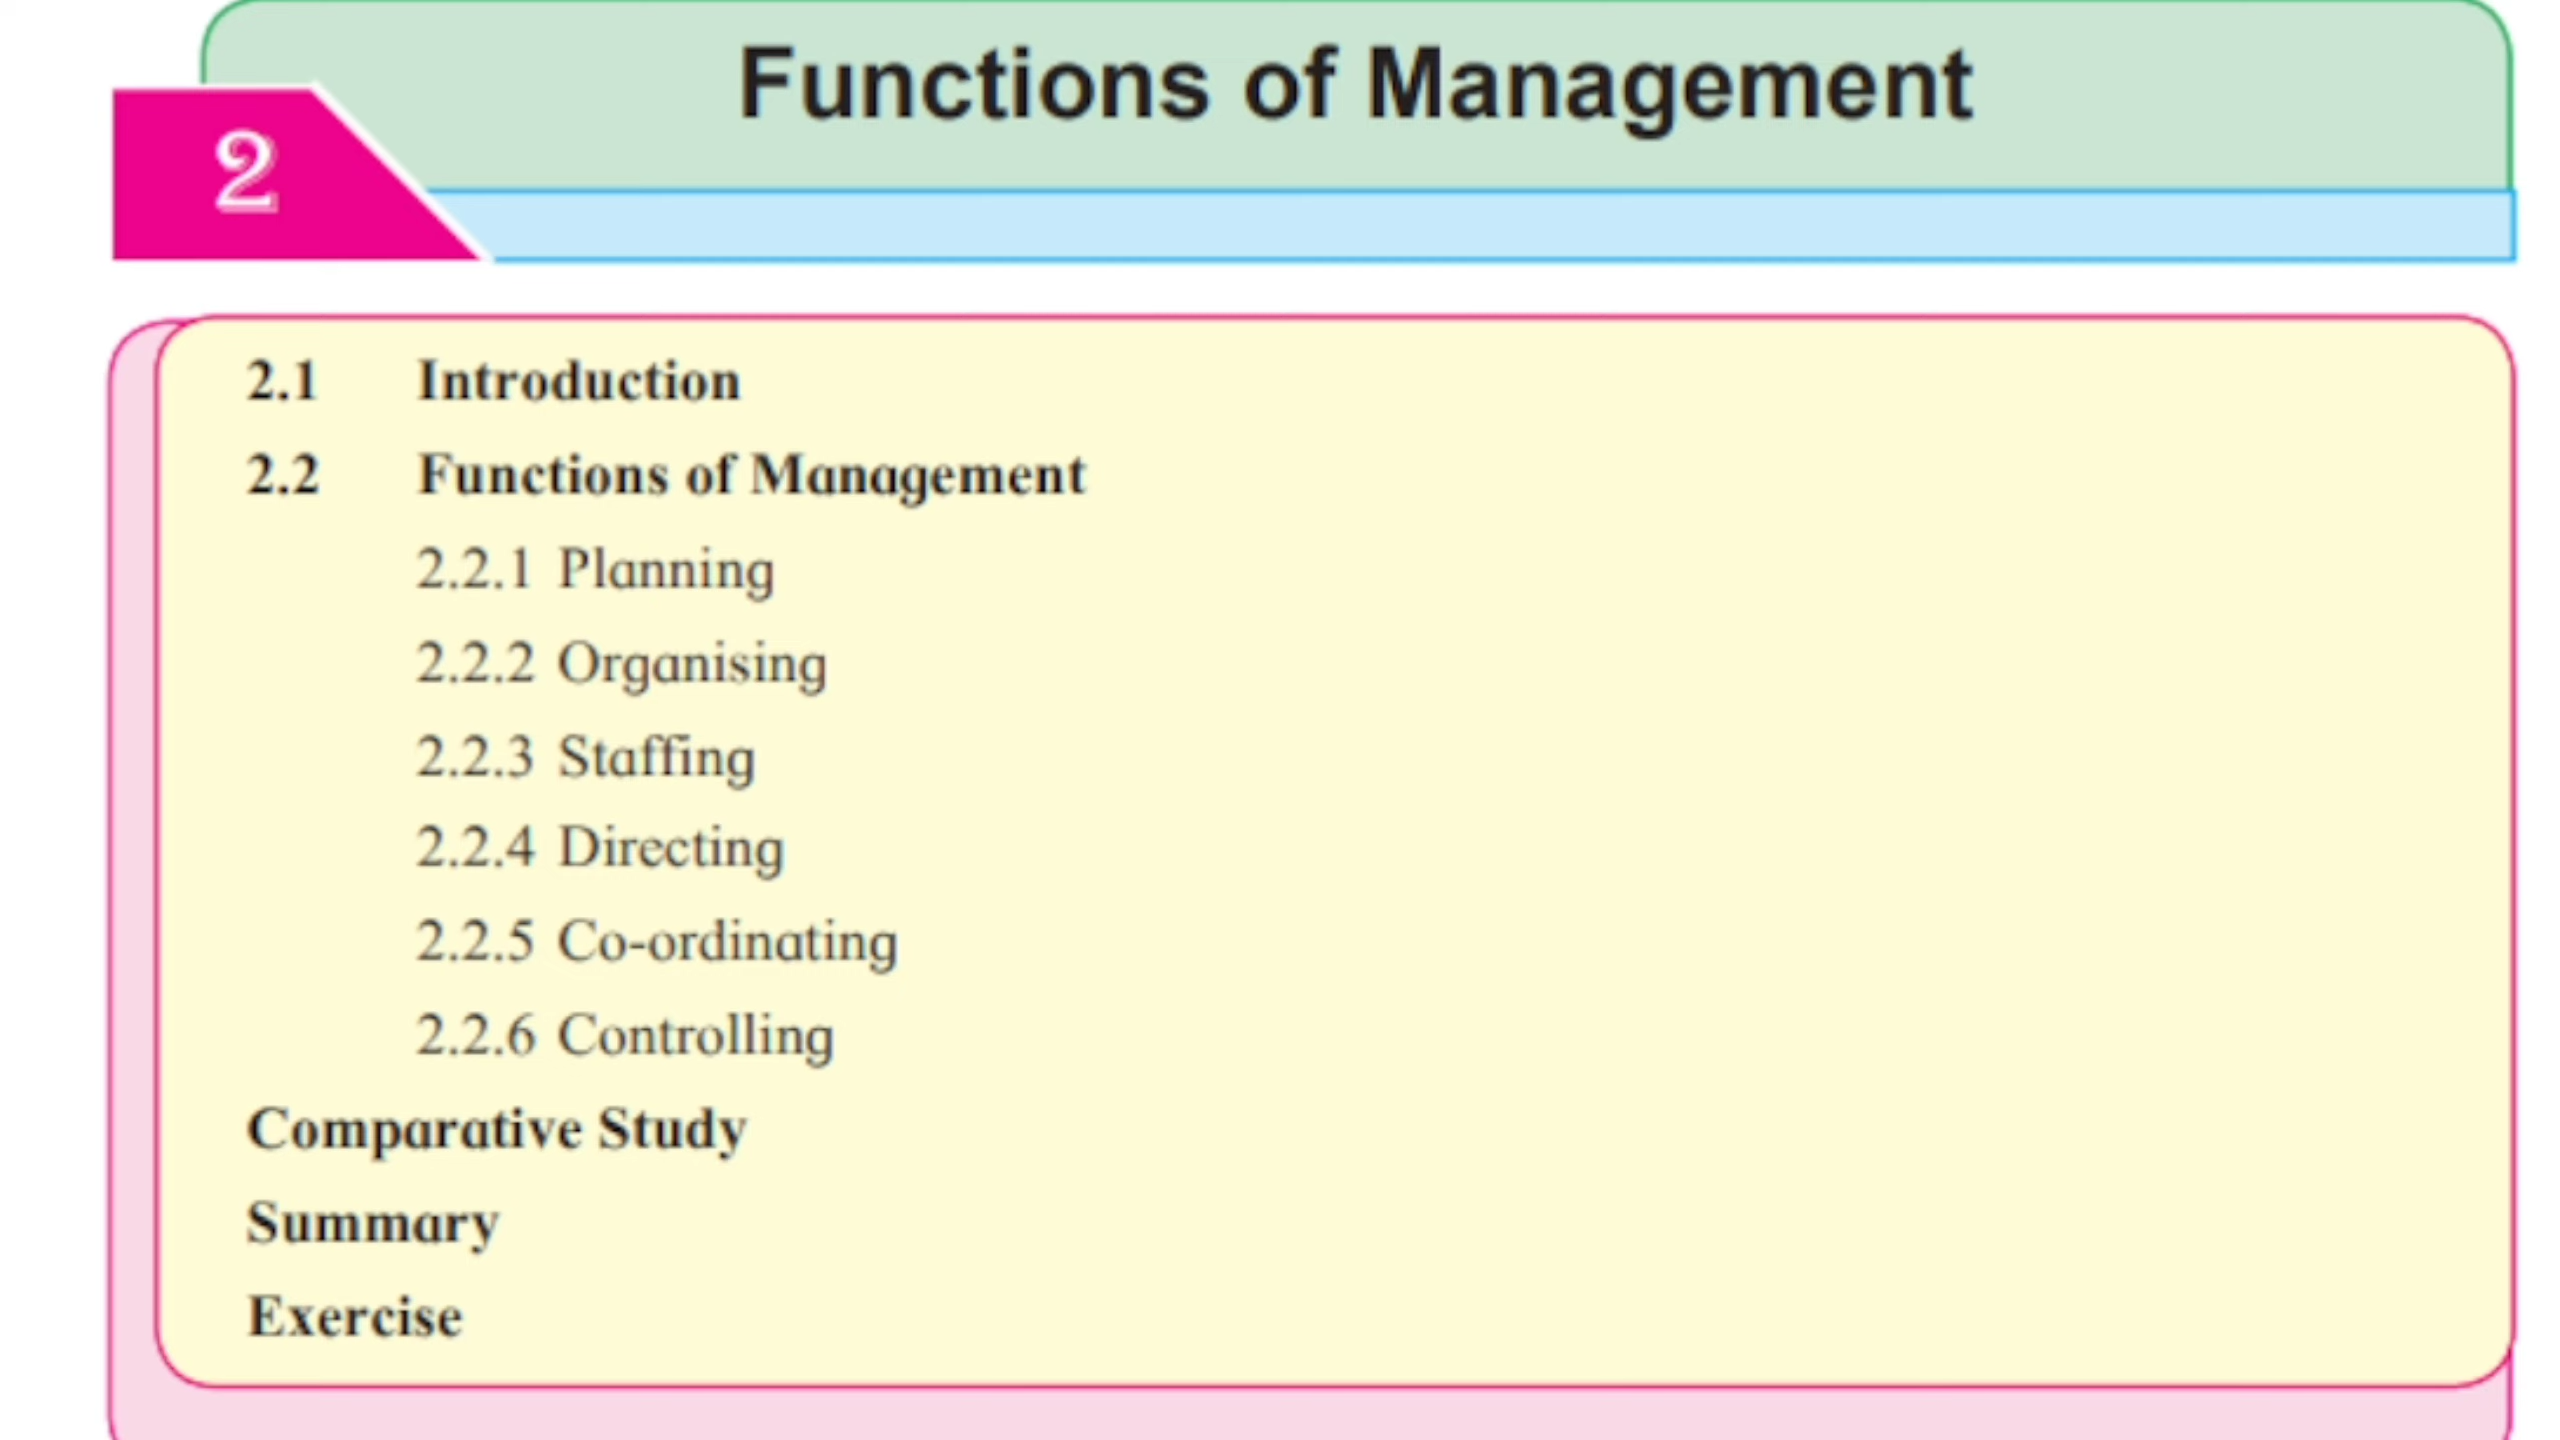 Functions of Management
2
2.1 Introduction
2.2 Functions of Management
2.2.1 Planning
2.2.2 Organising
2.2.3 Staffing
2.2.4 Directing
2.2.5 Co-ordinating
2.2.6 Controlling
Comparative Study
Summary
Exercise